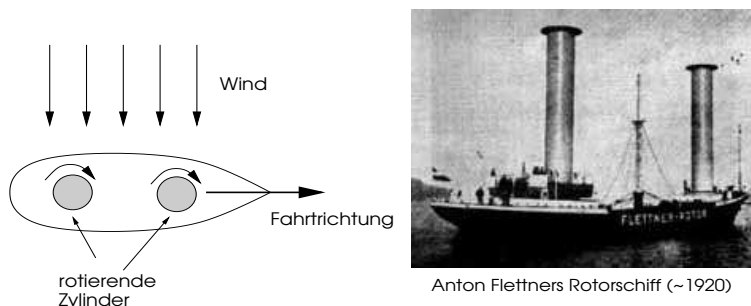 Wind
Fahrtrichtung
rotierende
Zylinder
FLETTNER-ROTOR
Anton Flettners Rotorschiff (~1920)